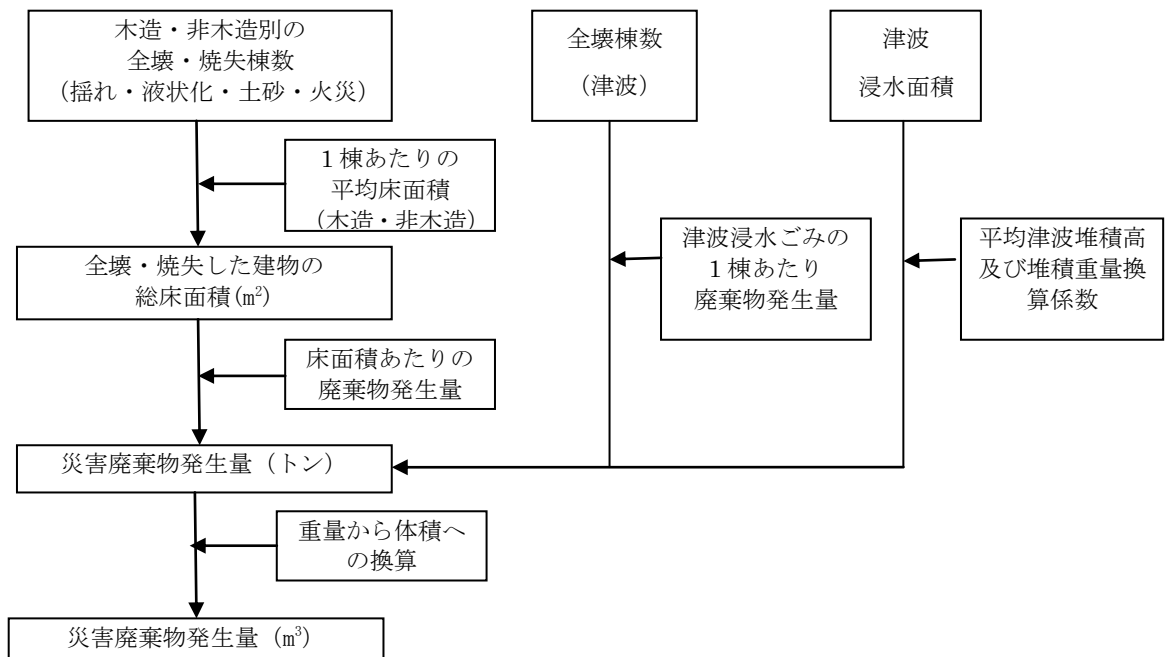 木造・非木造別の
全壊・焼失棟数
（揺れ・液状化・土砂・火災）
全壊棟数
（津波）
津波
浸水面積
１棟あたりの
平均床面積
（木造・非木造）
全壊・焼失した建物の
総床面積(㎡)
津波浸水ごみの
１棟あたり
廃棄物発生量
平均津波堆積高
及び堆積重量換
算係数
床面積あたりの
廃棄物発生量
災害廃棄物発生量（トン）
重量から体積へ
の換算
災害廃棄物発生量（㎥）